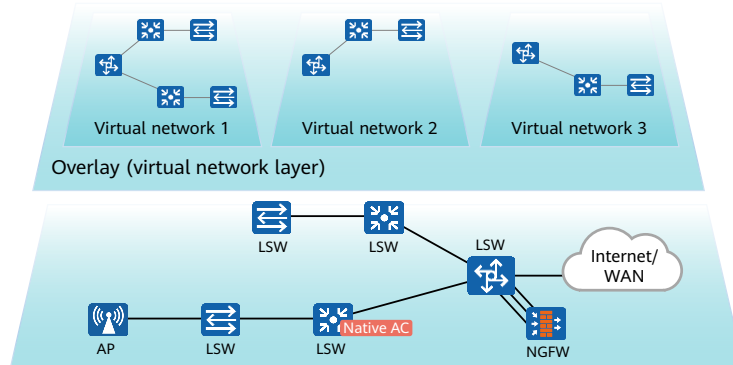 Virtual network 1
Virtual network 2
Virtual network 3
Overlay (virtual network layer)
LSW
LSW
LSW
Internet/
WAN
Native AC
AP
LSW
LSW
NGFW